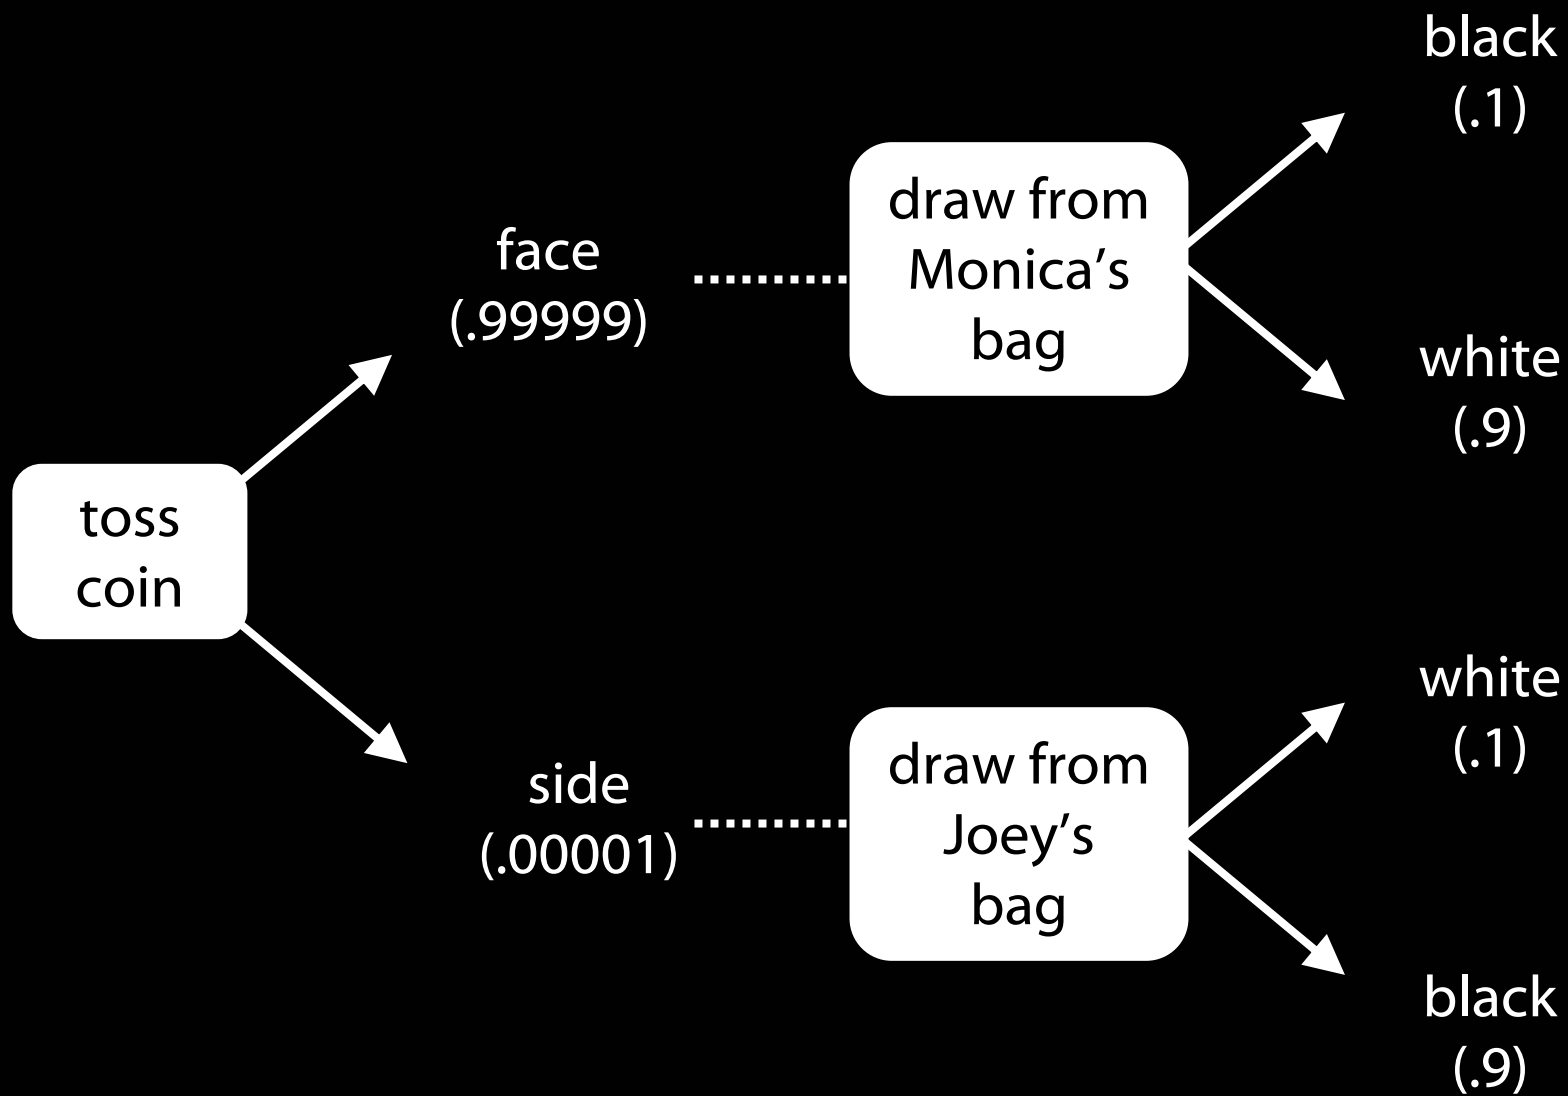 toss
coin
face
(.99999)
side
(.00001)
draw from
Monica’s
bag
draw from
Joey’s
bag
black
(.1)
white
(.9)
white
(.1)
black
(.9)